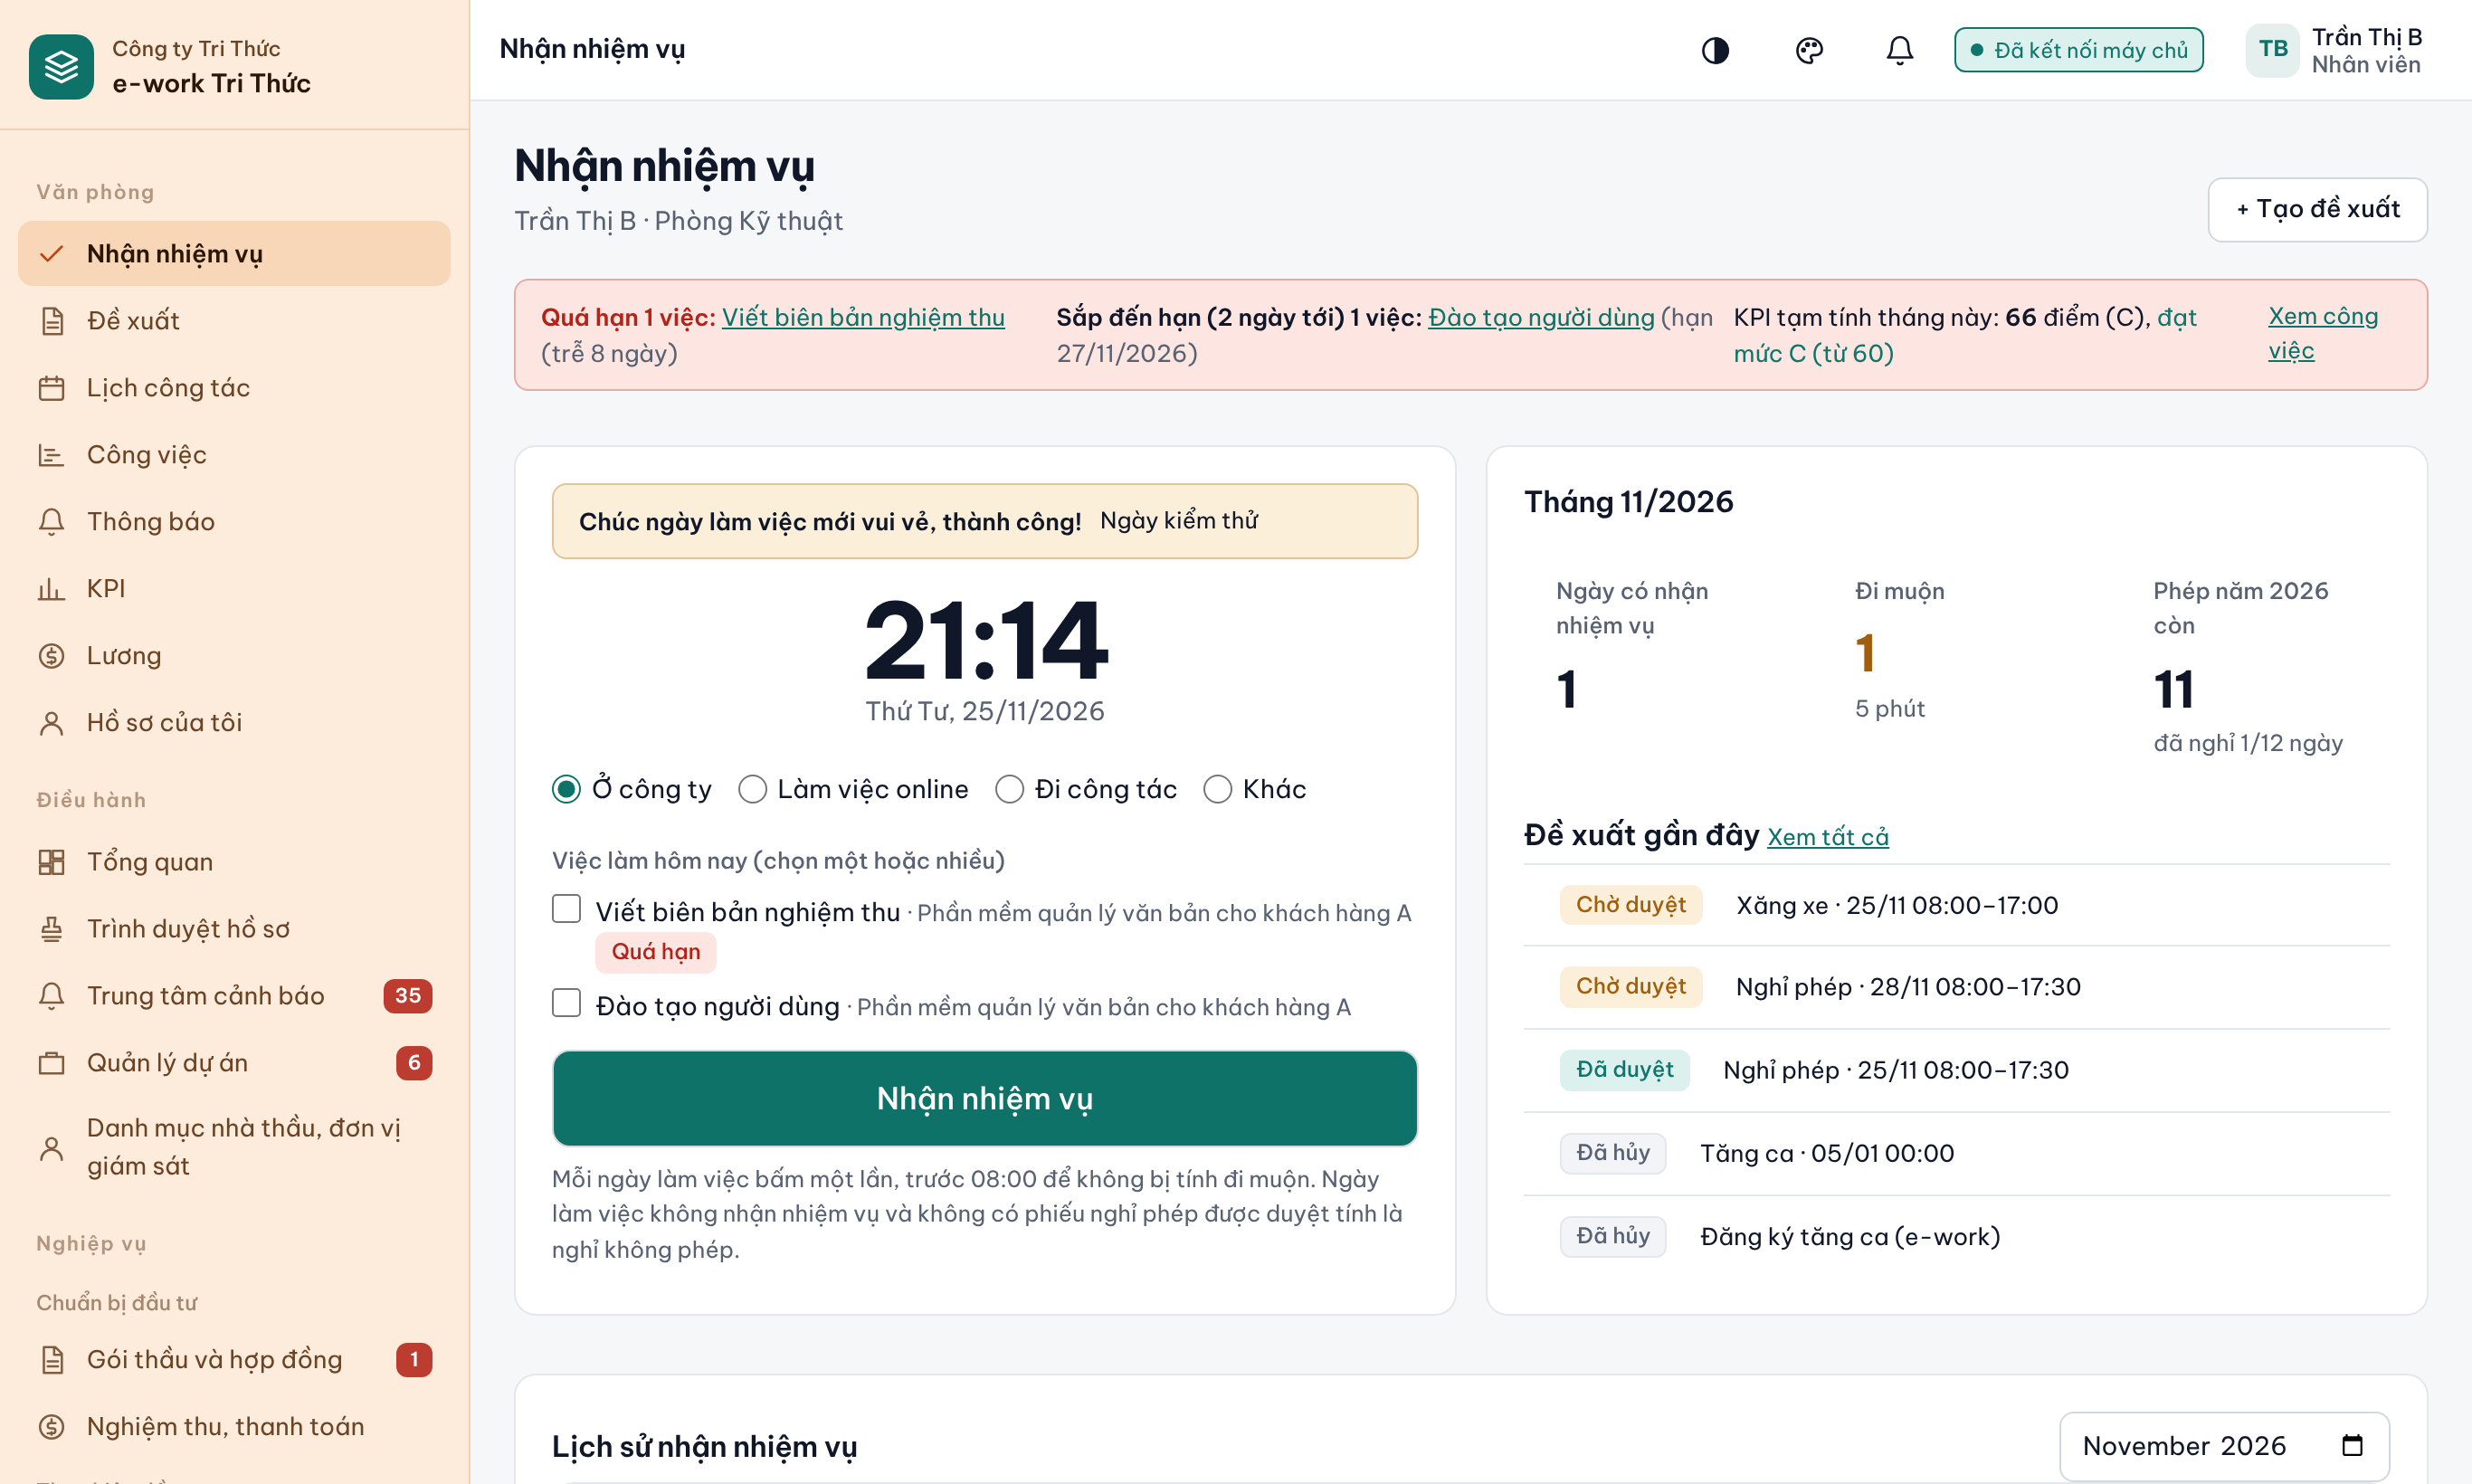 Công ty Tri Thức
e-work Tri Thức
Văn phòng
Nhận nhiệm vụ
Đề xuất
Lịch công tác
Công việc
Thông báo
KPI
Lương
Hồ sơ của tôi
Điều hành
Tổng quan
Trình duyệt hồ sơ
Trung tâm cảnh báo 35
Quản lý dự án 6
Danh mục nhà thầu, đơn vị
giám sát
Nghiệp vụ
Chuẩn bị đầu tư
Gói thầu và hợp đồng 1
Nghiệm thu, thanh toán
Nhận nhiệm vụ
Đã kết nối máy chủ
TB
Trần Thị B
Nhân viên
Nhận nhiệm vụ
Trần Thị B · Phòng Kỹ thuật
+ Tạo đề xuất
Quá hạn 1 việc: Viết biên bản nghiệm thu
(trễ 8 ngày)
Sắp đến hạn (2 ngày tới) 1 việc: Đào tạo người dùng (hạn
27/11/2026)
KPI tạm tính tháng này: 66 điểm (C), đạt
mức C (từ 60)
Xem công
việc
Chúc ngày làm việc mới vui vẻ, thành công! Ngày kiểm thử
21:14
Thứ Tư, 25/11/2026
Ở công ty Làm việc online Đi công tác Khác
Việc làm hôm nay (chọn một hoặc nhiều)
Viết biên bản nghiệm thu · Phần mềm quản lý văn bản cho khách hàng A
Quá hạn
Đào tạo người dùng · Phần mềm quản lý văn bản cho khách hàng A
Nhận nhiệm vụ
Mỗi ngày làm việc bấm một lần, trước 08:00 để không bị tính đi muộn. Ngày
làm việc không nhận nhiệm vụ và không có phiếu nghỉ phép được duyệt tính là
nghỉ không phép.
Tháng 11/2026
Ngày có nhận
nhiệm vụ
1
Đi muộn
1
5 phút
Phép năm 2026
còn
11
đã nghỉ 1/12 ngày
Đề xuất gần đây Xem tất cả
Chờ duyệt Xăng xe · 25/11 08:00–17:00
Chờ duyệt Nghỉ phép · 28/11 08:00–17:30
Đã duyệt Nghỉ phép · 25/11 08:00–17:30
Đã hủy Tăng ca · 05/01 00:00
Đã hủy Đăng ký tăng ca (e-work)
Lịch sử nhận nhiệm vụ
November 2026